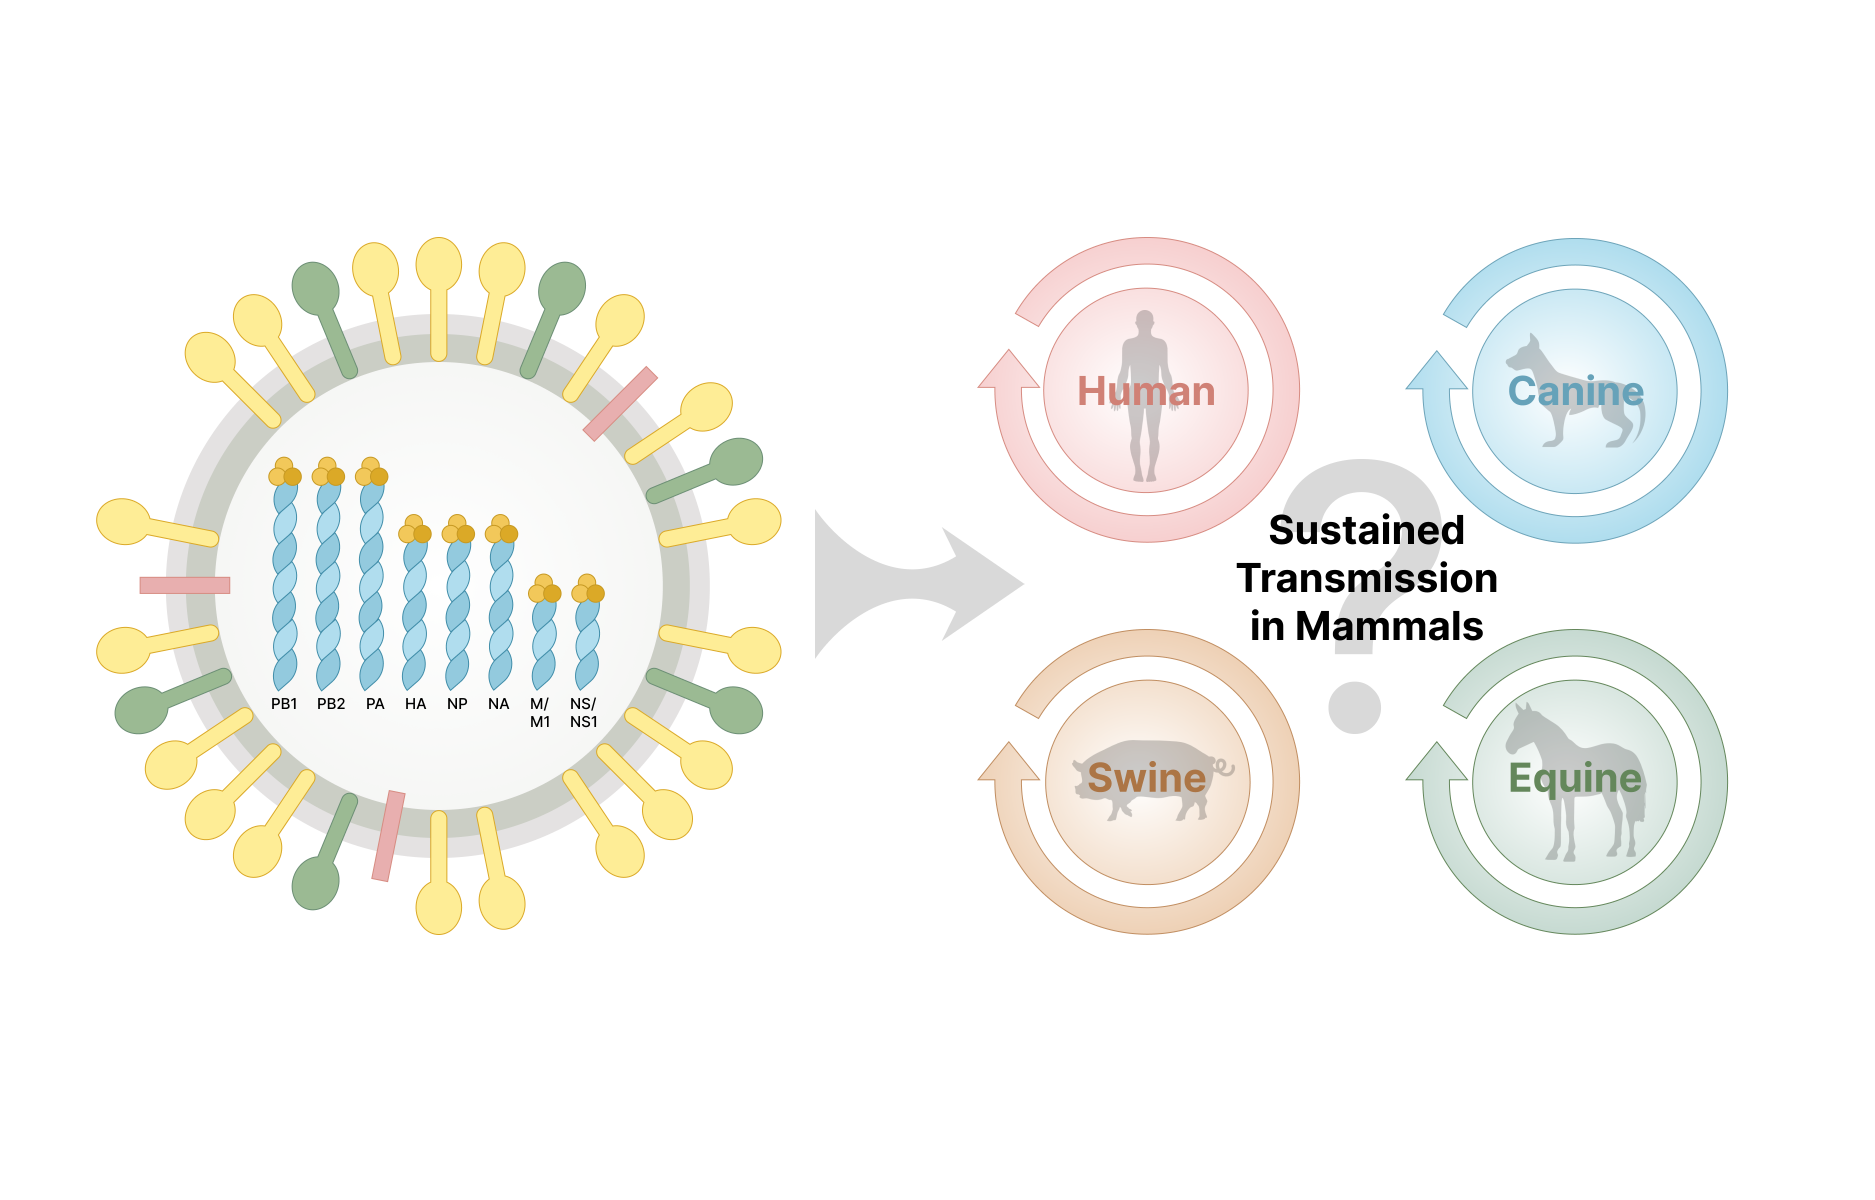 PB1 PB2 PA HA NP NA M/ NS/
M1 NS1
Human
Canine
Sustained
Transmission
in Mammals
?
Swine
Equine